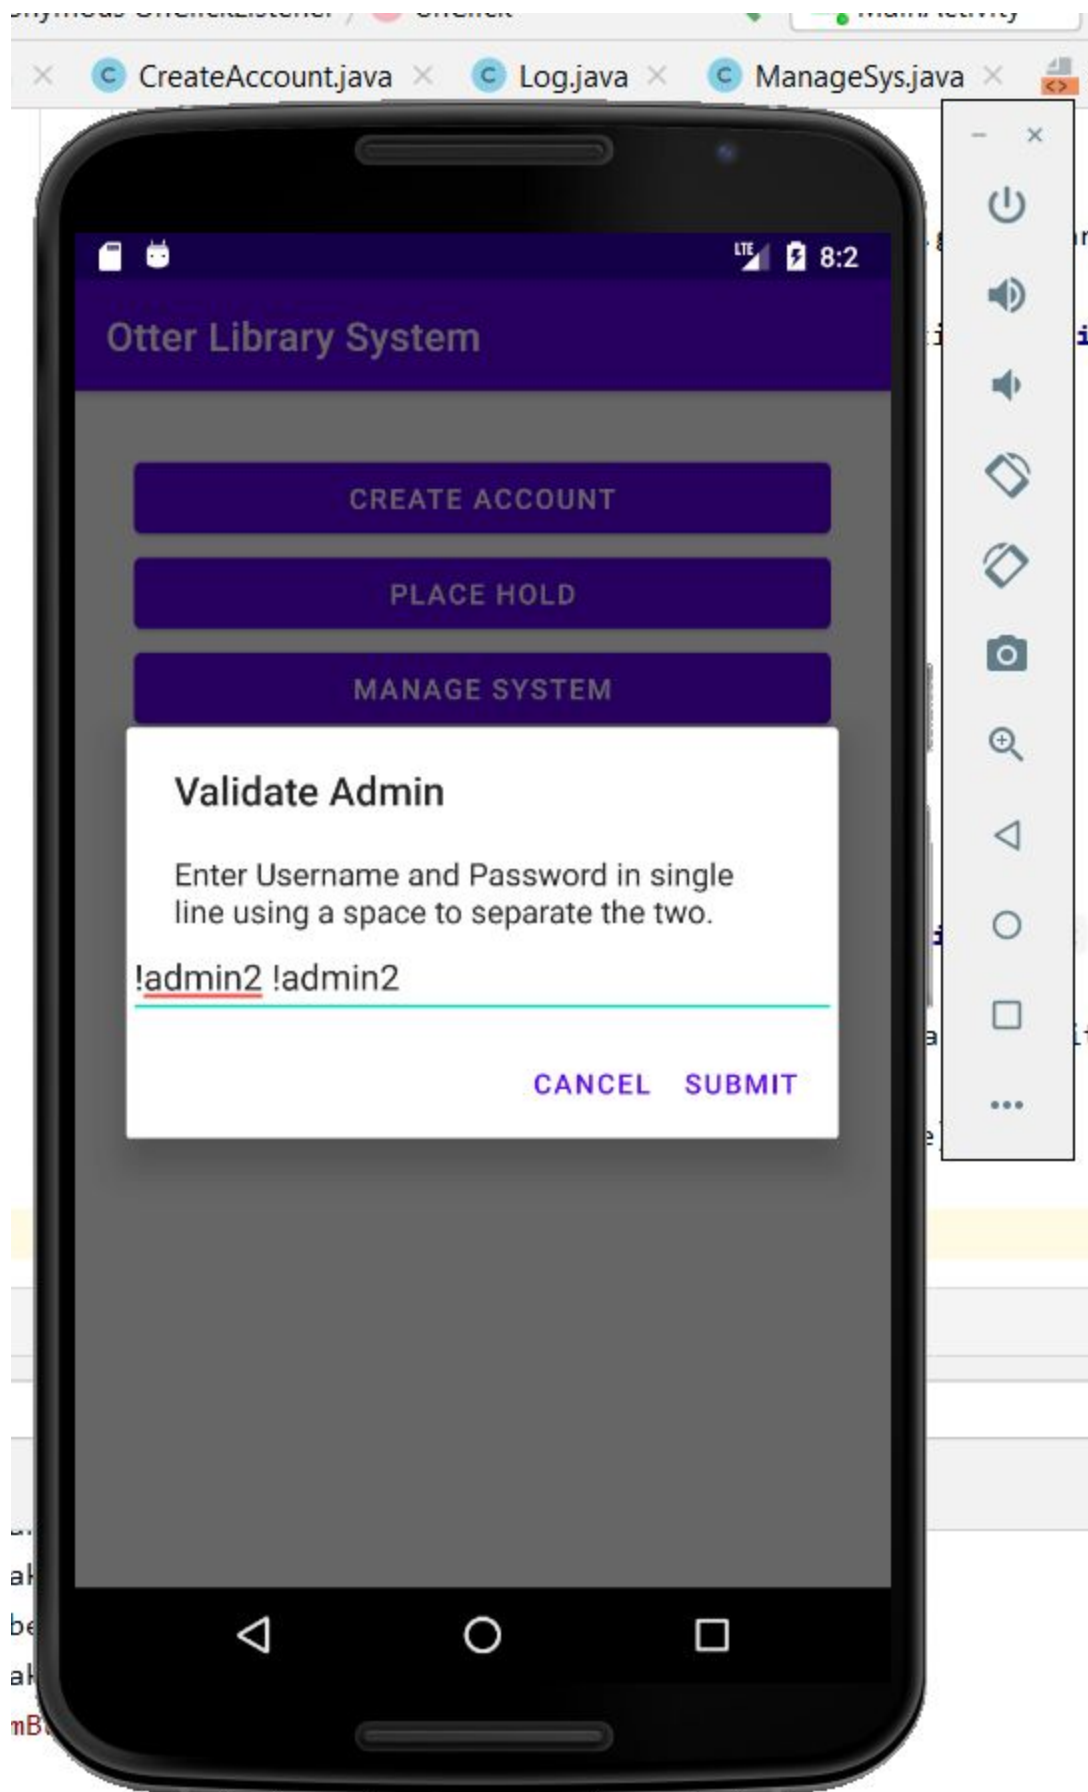 CreateAccount.java
Log.java
ManageSys.java
LTE
8:2
Otter Library System
CREATE ACCOUNT
PLACE HOLD
MANAGE SYSTEM
Validate Admin
Enter Username and Password in single
line using a space to separate the two.
!admin2 !admin2
CANCEL SUBMIT